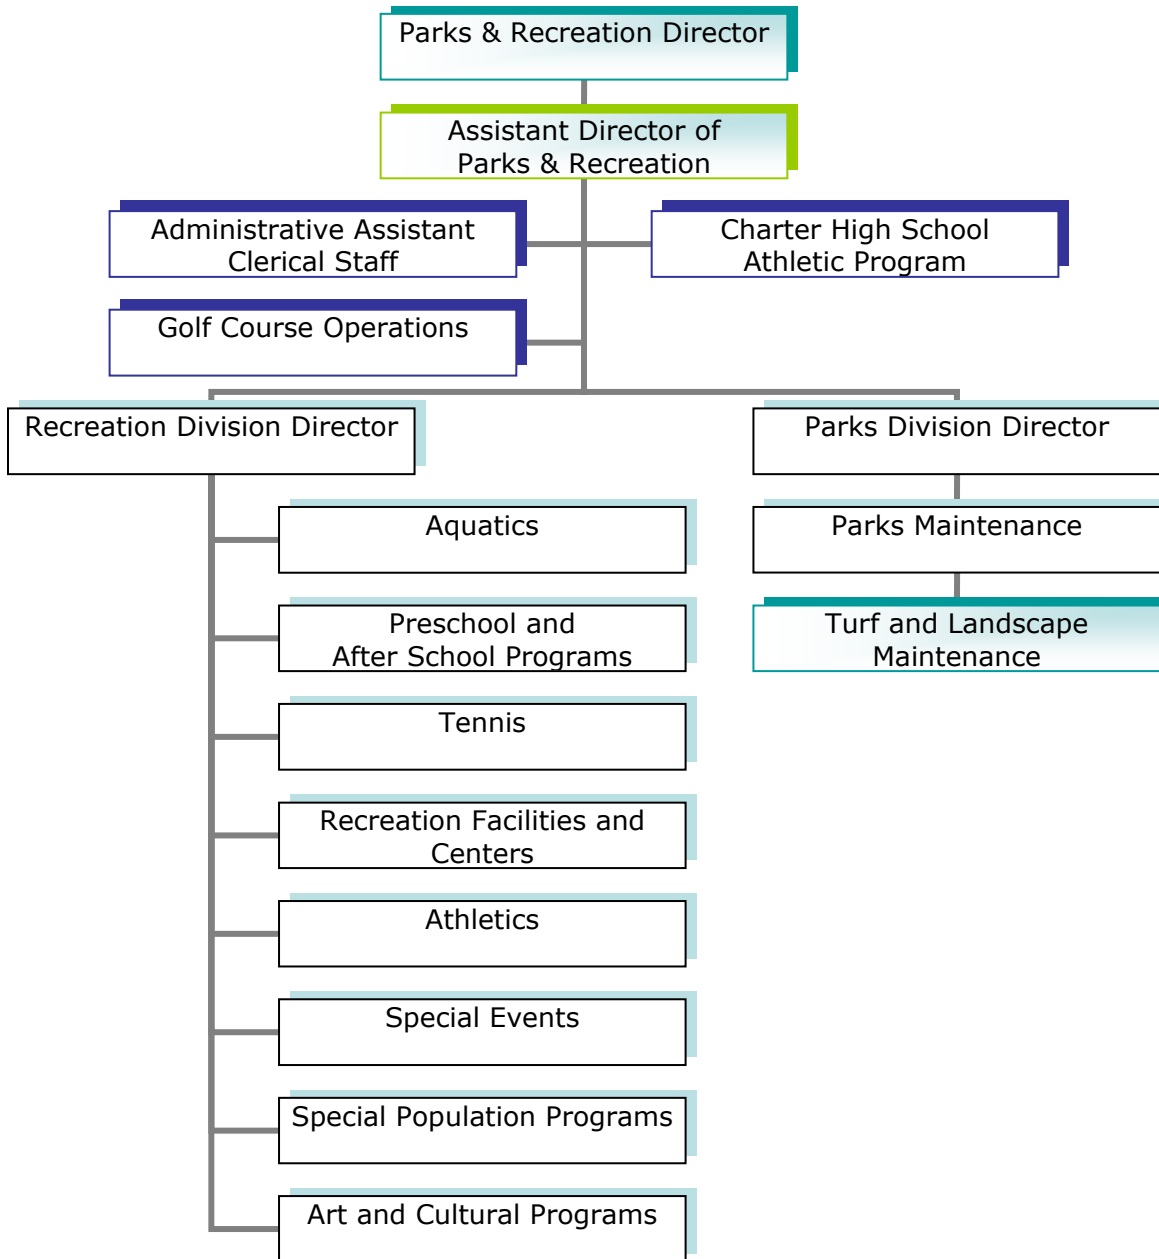 Parks & Recreation Director
Assistant Director of
Parks & Recreation
Administrative Assistant
Clerical Staff
Charter High School
Athletic Program
Golf Course Operations
Recreation Division Director
Parks Division Director
Aquatics
Parks Maintenance
Preschool and
After School Programs
Turf and Landscape
Maintenance
Tennis
Recreation Facilities and
Centers
Athletics
Special Events
Special Population Programs
Art and Cultural Programs